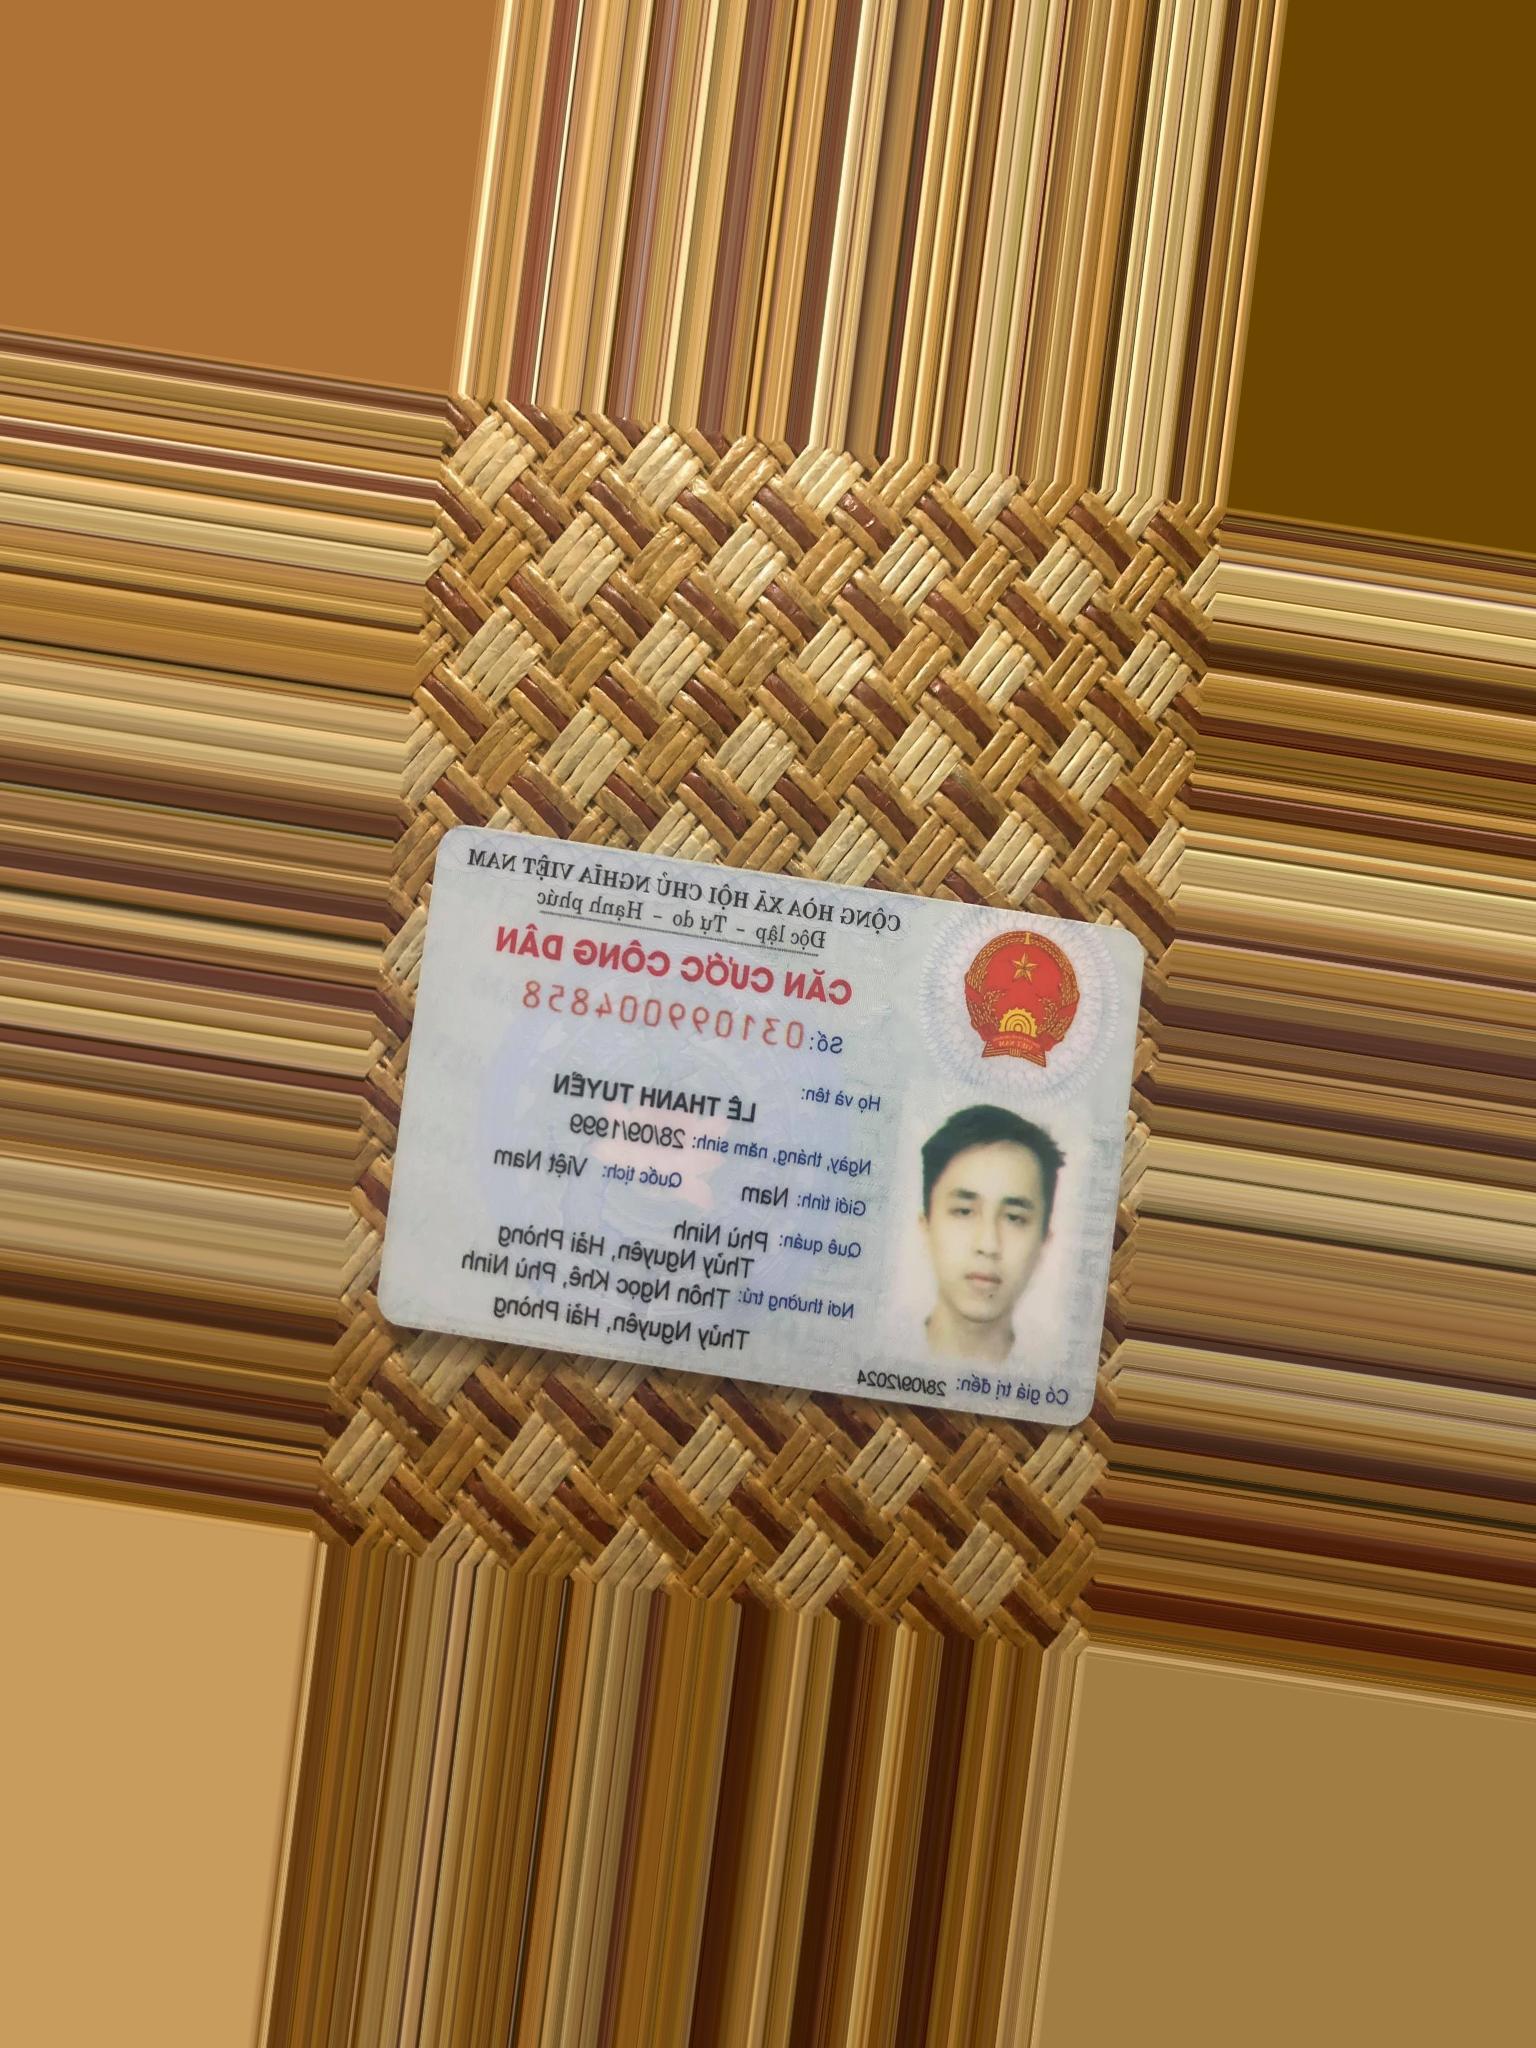 CỘNG HÒA XÃ HỘI CHỦ NGHĨA VIỆT NAM
Độc lập - Tự do - Hạnh phúc
CĂN CƯỚC CÔNG DÂN
Số: 031099004858
Họ và tên:
LÊ THANH TUYỂN
Ngày, tháng, năm sinh: 28/09/1999
Giới tính: Nam Quốc tịch: Việt Nam
Quê quán: Phù Ninh
Thủy Nguyên, Hải Phòng
Nơi thường trú: Thôn Ngọc Khê, Phù Ninh
Thủy Nguyên, Hải Phòng
Có giá trị đến: 28/09/2024